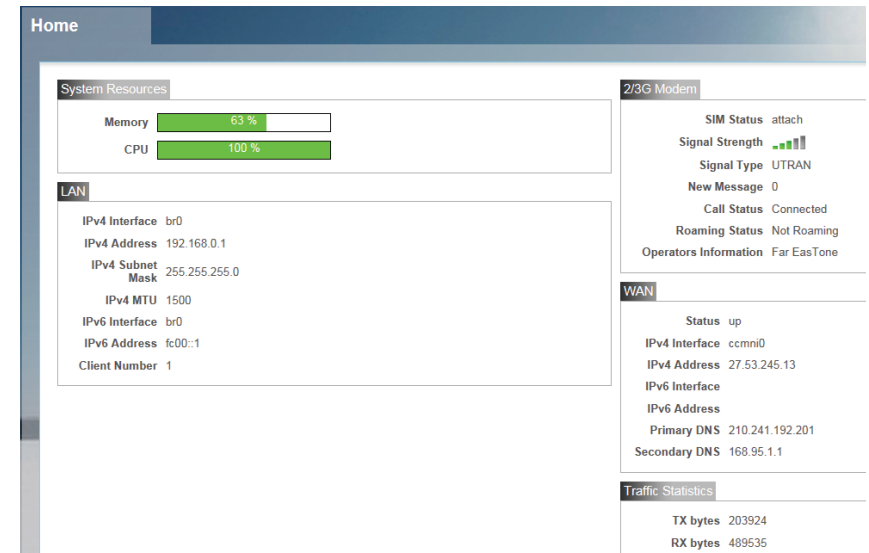 Home
System Resources
Memory 63 %
CPU 100 %
LAN
IPv4 Interface br0
IPv4 Address 192.168.0.1
IPv4 Subnet
Mask 255.255.255.0
IPv4 MTU 1500
IPv6 Interface br0
IPv6 Address fc00::1
Client Number 1
2/3G Modem
SIM Status attach
Signal Strength
Signal Type UTRAN
New Message 0
Call Status Connected
Roaming Status Not Roaming
Operators Information Far EasTone
WAN
Status up
IPv4 Interface ccmni0
IPv4 Address 27.53.245.13
IPv6 Interface
IPv6 Address
Primary DNS 210.241.192.201
Secondary DNS 168.95.1.1
Traffic Statistics
TX bytes 203924
RX bytes 489535